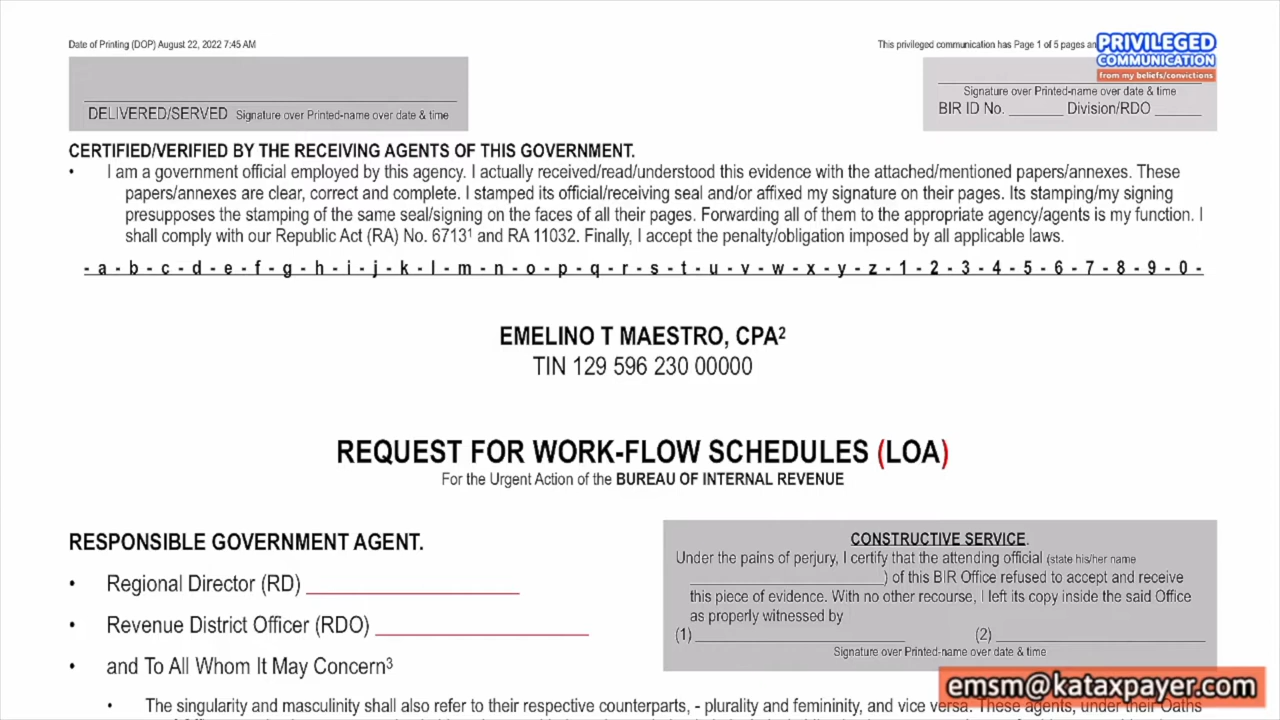 Date of Printing (DOP) August 22, 2022 7:45 AM
This privileged communication has Page 1 of 5 pages
PRIVILEGED
COMMUNICATION
from my beliefs/convictions
DELIVERED/SERVED Signature over Printed-name over date & time
Signature over Printed-name over date & time
BIR ID No. _______ Division/RDO ______
CERTIFIED/VERIFIED BY THE RECEIVING AGENTS OF THIS GOVERNMENT.
• I am a government official employed by this agency. I actually received/read/understood this evidence with the attached/mentioned papers/annexes. These
papers/annexes are clear, correct and complete. I stamped its official/receiving seal and/or affixed my signature on their pages. Its stamping/my signing
presupposes the stamping of the same seal/signing on the faces of all their pages. Forwarding all of them to the appropriate agency/agents is my function. I
shall comply with our Republic Act (RA) No. 6713¹ and RA 11032. Finally, I accept the penalty/obligation imposed by all applicable laws.
- a - b - c - d - e - f - g - h - i - j - k - l - m - n - o - p - q - r - s - t - u - v - w - x - y - z - 1 - 2 - 3 - 4 - 5 - 6 - 7 - 8 - 9 - 0 -
EMELINO T MAESTRO, CPA²
TIN 129 596 230 00000
REQUEST FOR WORK-FLOW SCHEDULES (LOA)
For the Urgent Action of the BUREAU OF INTERNAL REVENUE
RESPONSIBLE GOVERNMENT AGENT.
• Regional Director (RD) ____________________
• Revenue District Officer (RDO) ____________________
• and To All Whom It May Concern³
CONSTRUCTIVE SERVICE.
Under the pains of perjury, I certify that the attending official (state his/her name
____________________) of this BIR Office refused to accept and receive
this piece of evidence. With no other recourse, I left its copy inside the said Office
as properly witnessed by
(1) ____________________ (2) ____________________
Signature over Printed-name over date & time
emsm@kataxpayer.com
• The singularity and masculinity shall also refer to their respective counterparts, - plurality and femininity, and vice versa. These agents, under their Oaths